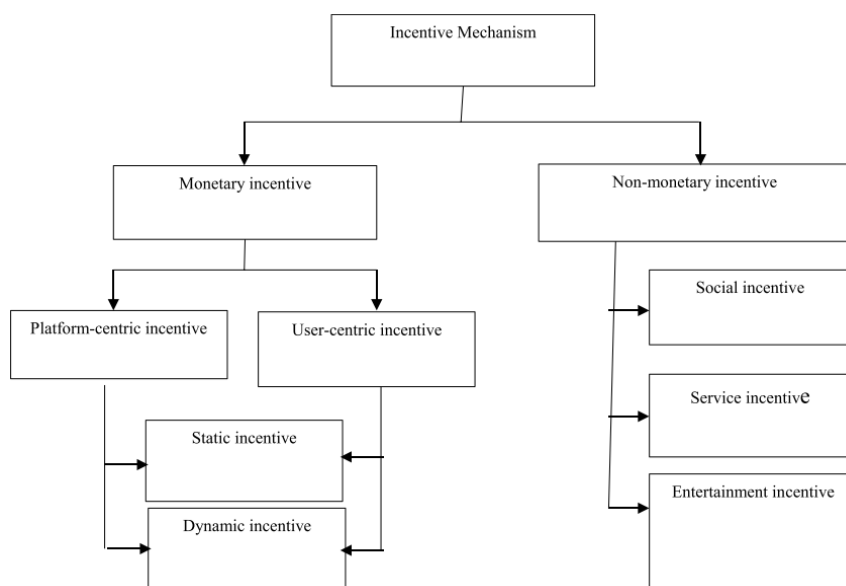 Incentive Mechanism
Monetary incentive
Non-monetary incentive
Social incentive
Platform-centric incentive
User-centric incentive
Service incentive
Static incentive
Entertainment incentive
Dynamic incentive